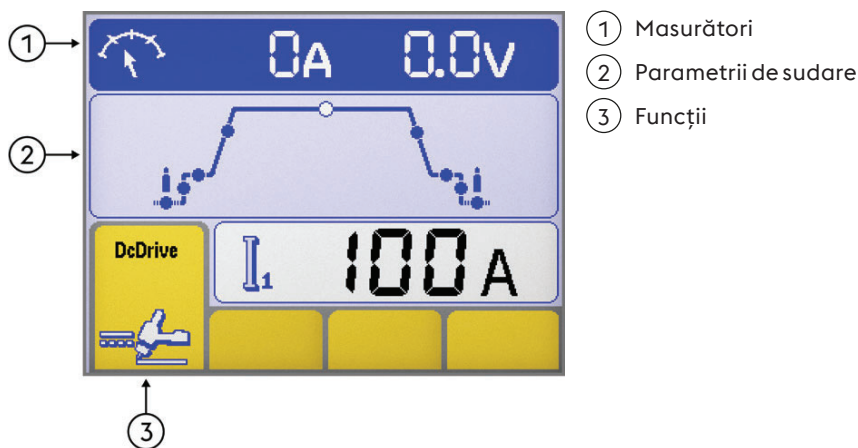 1
0A 0.0V
1 Masurători
2 Parametrii de sudare
3 Funcții
2
DcDrive
I1 100A
3